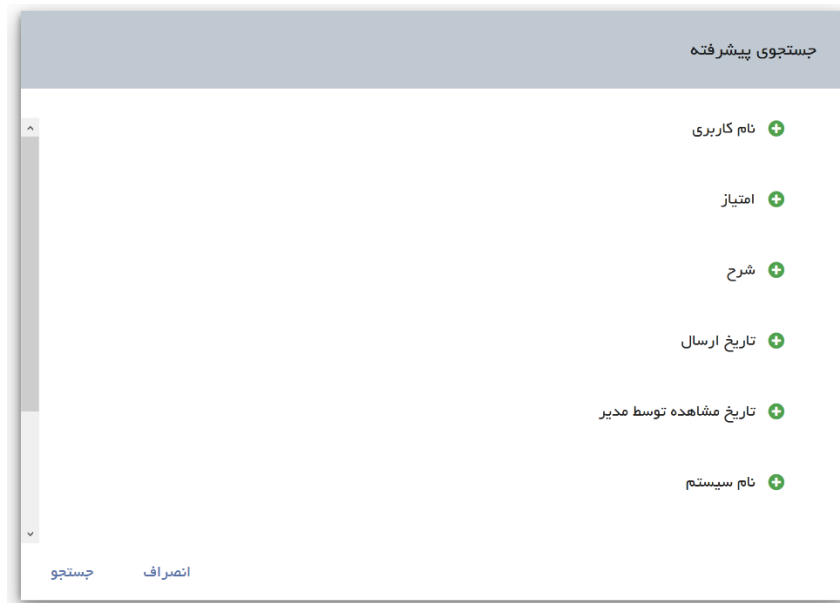 جستجوی پیشرفته
نام کاربری
امتیاز
شرح
تاریخ ارسال
تاریخ مشاهده توسط مدیر
نام سیستم
انصراف
جستجو